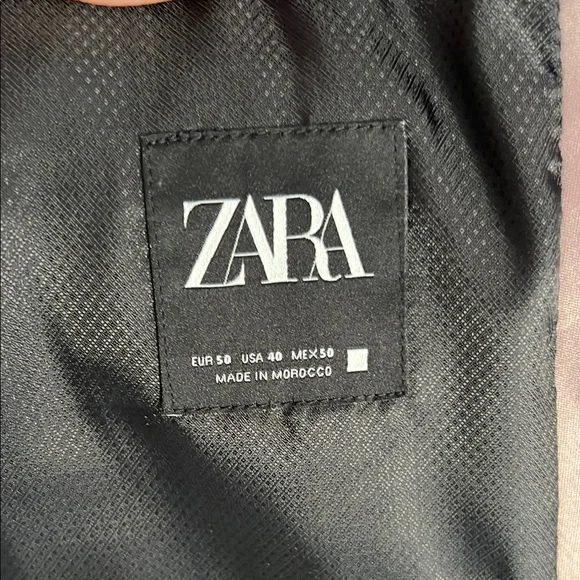 ZARA
EUR 50 USA 40 MEX 50
MADE IN MOROCCO